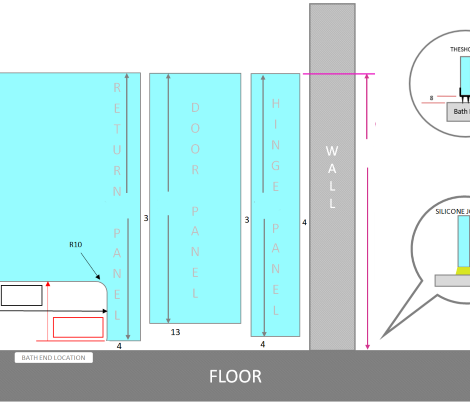 RETURN PANEL
DOOR PANEL
HINGE PANEL
WALL
THESHO
8
Bath
3
3
4
SILICONE J
R10
13
4
4
BATH END LOCATION
FLOOR